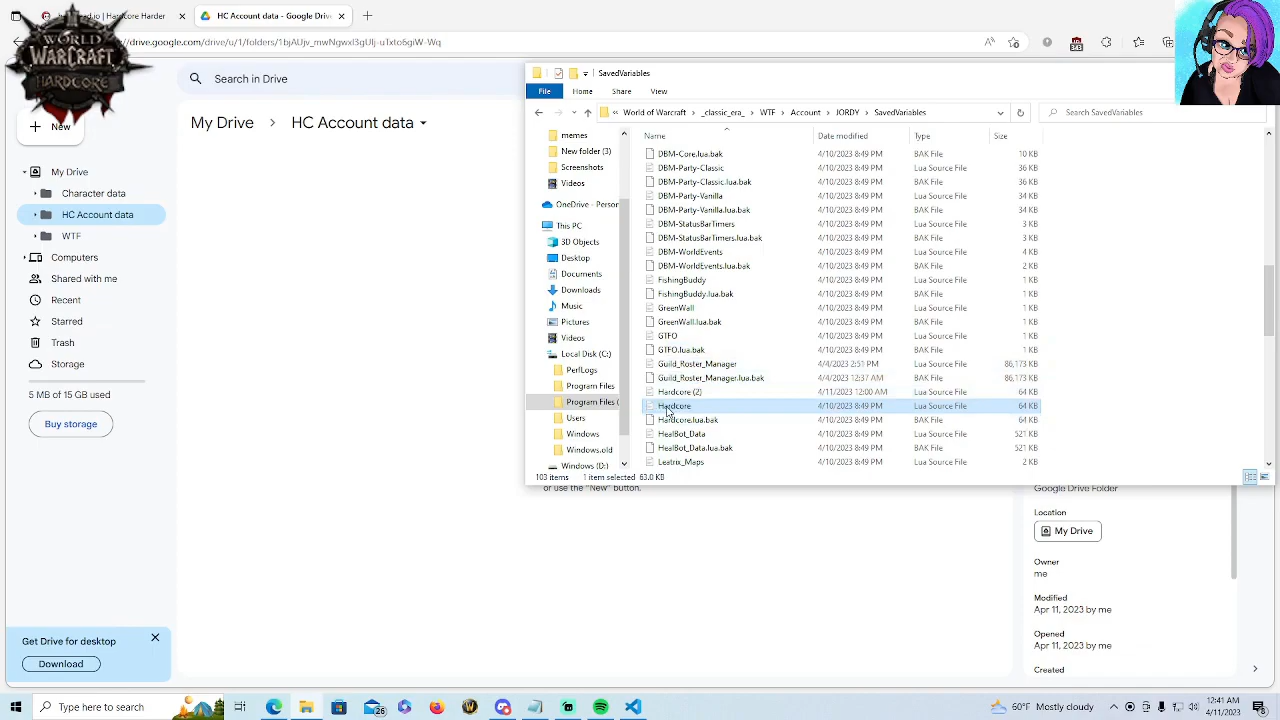 io | Hardcore Harder
HC Account data - Google Drive
drive.google.com/drive/u/1/folders/1bjAUjv_mwNgwxl3gUIj-u1xto6giW-Wq
WORLD
WARCRAFT
HARDCORE
Search in Drive
New
My Drive
Character data
HC Account data
WTF
Computers
Shared with me
Recent
Starred
Trash
Storage
5 MB of 15 GB used
Buy storage
Get Drive for desktop
Download
My Drive > HC Account data
SavedVariables
File Home Share View
World of Warcraft > _classic_era_ > WTF > Account > JORDY > SavedVariables
Search SavedVariables
memes
New folder (3)
Screenshots
Videos
OneDrive - Person
This PC
3D Objects
Desktop
Documents
Downloads
Music
Pictures
Videos
Local Disk (C:)
PerfLogs
Program Files
Program Files (
Users
Windows
Windows.old
Windows (D:)
Name Date modified Type Size
DBM-Core.lua.bak 4/10/2023 8:49 PM BAK File 10 KB
DBM-Party-Classic 4/10/2023 8:49 PM Lua Source File 36 KB
DBM-Party-Classic.lua.bak 4/10/2023 8:49 PM BAK File 36 KB
DBM-Party-Vanilla 4/10/2023 8:49 PM Lua Source File 34 KB
DBM-Party-Vanilla.lua.bak 4/10/2023 8:49 PM BAK File 34 KB
DBM-StatusBarTimers 4/10/2023 8:49 PM Lua Source File 3 KB
DBM-StatusBarTimers.lua.bak 4/10/2023 8:49 PM BAK File 3 KB
DBM-WorldEvents 4/10/2023 8:49 PM Lua Source File 4 KB
DBM-WorldEvents.lua.bak 4/10/2023 8:49 PM BAK File 2 KB
FishingBuddy 4/10/2023 8:49 PM Lua Source File 1 KB
FishingBuddy.lua.bak 4/10/2023 8:49 PM BAK File 1 KB
GreenWall 4/10/2023 8:49 PM Lua Source File 1 KB
GreenWall.lua.bak 4/10/2023 8:49 PM BAK File 1 KB
GTFO 4/10/2023 8:49 PM Lua Source File 1 KB
GTFO.lua.bak 4/10/2023 8:49 PM BAK File 1 KB
Guild_Roster_Manager 4/4/2023 2:51 PM Lua Source File 86,173 KB
Guild_Roster_Manager.lua.bak 4/4/2023 12:37 AM BAK File 86,173 KB
Hardcore (2) 4/11/2023 12:00 AM Lua Source File 64 KB
Hardcore 4/10/2023 8:49 PM Lua Source File 64 KB
Hardcore.lua.bak 4/10/2023 8:49 PM BAK File 64 KB
HealBot_Data 4/10/2023 8:49 PM Lua Source File 521 KB
HealBot_Data.lua.bak 4/10/2023 8:49 PM BAK File 521 KB
Leatrix_Maps 4/10/2023 8:49 PM Lua Source File 2 KB
103 items 1 item selected 63.0 KB
or use the "New" button.
Google Drive Folder
Location
My Drive
Owner
me
Modified
Apr 11, 2023 by me
Opened
Apr 11, 2023 by me
Created
Type here to search
60°F Mostly cloudy
12:41 AM
4/11/2023